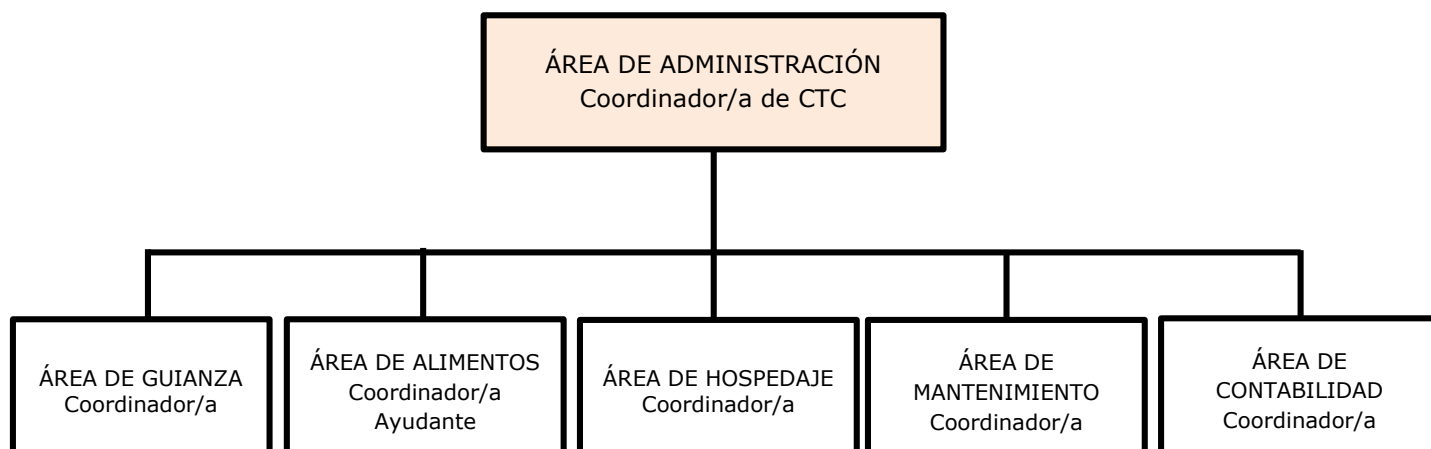 ÁREA DE ADMINISTRACIÓN
Coordinador/a de CTC
ÁREA DE GUIANZA
Coordinador/a
ÁREA DE ALIMENTOS
Coordinador/a
Ayudante
ÁREA DE HOSPEDAJE
Coordinador/a
ÁREA DE
MANTENIMIENTO
Coordinador/a
ÁREA DE
CONTABILIDAD
Coordinador/a